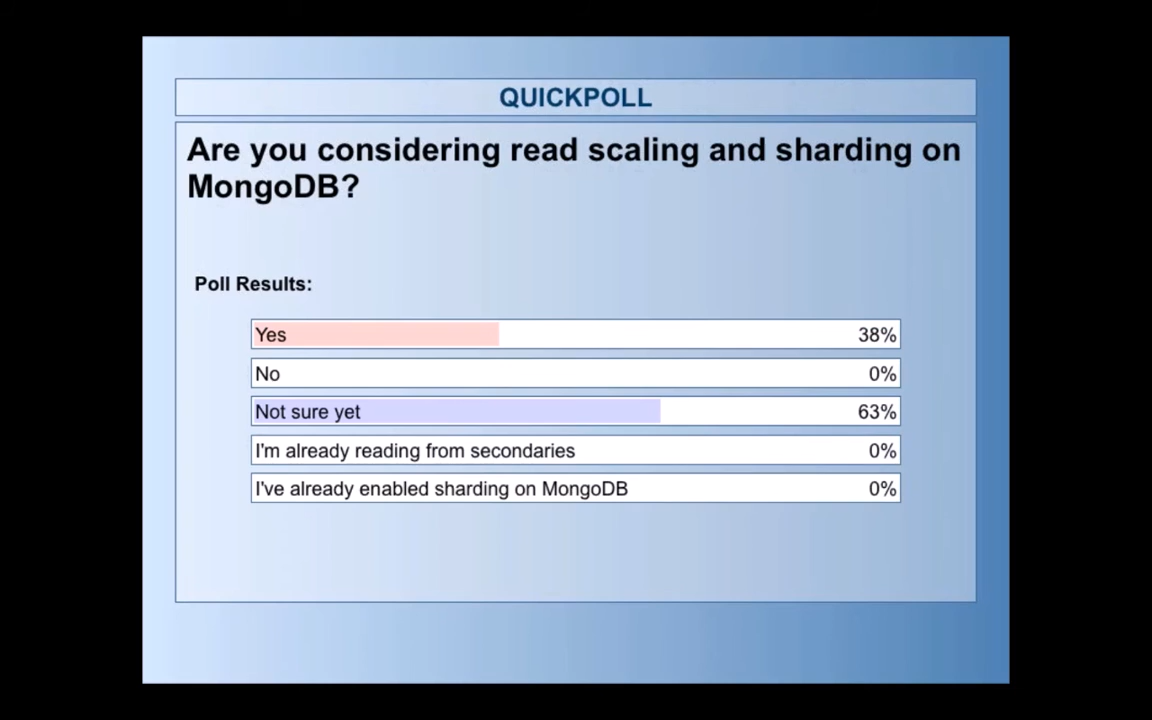 QUICKPOLL
Are you considering read scaling and sharding on
MongoDB?
Poll Results:
Yes 38%
No 0%
Not sure yet 63%
I'm already reading from secondaries 0%
I've already enabled sharding on MongoDB 0%